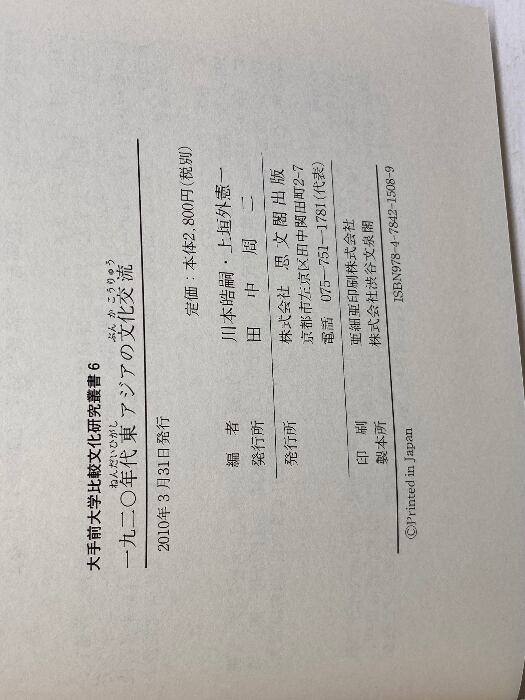 大手前大学比較文化研究叢書 6
ねんだいひがし　ぶん か こうりゅう
一九二〇年代 東アジアの文化交流
2010年3月31日発行
定価：本体2,800円(税別)
編 者　川本皓嗣・上垣外憲一
発行所　田 中 周 二
発行所　株式会社 思 文 閣 出 版
京都市左京区田中関田町2-7
電話 075―751―1781(代表)
印 刷　亜細亜印刷株式会社
製本所　株式会社渋谷文泉閣
ISBN978-4-7842-1508-9
©Printed in Japan